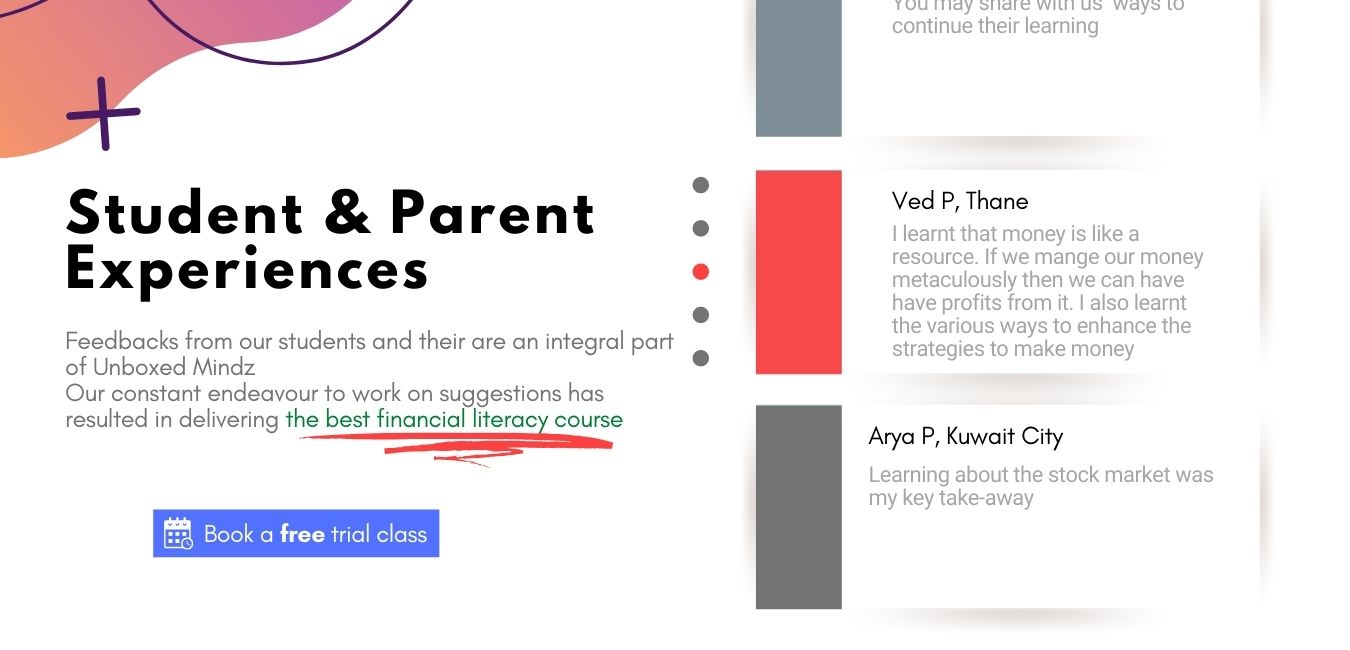 Student & Parent
Experiences
Feedbacks from our students and their are an integral part
of Unboxed Mindz
Our constant endeavour to work on suggestions has
resulted in delivering the best financial literacy course
Book a free trial class
You may share with us ways to
continue their learning
Ved P, Thane
I learnt that money is like a
resource. If we mange our money
metaculously then we can have
have profits from it. I also learnt
the various ways to enhance the
strategies to make money
Arya P, Kuwait City
Learning about the stock market was
my key take-away